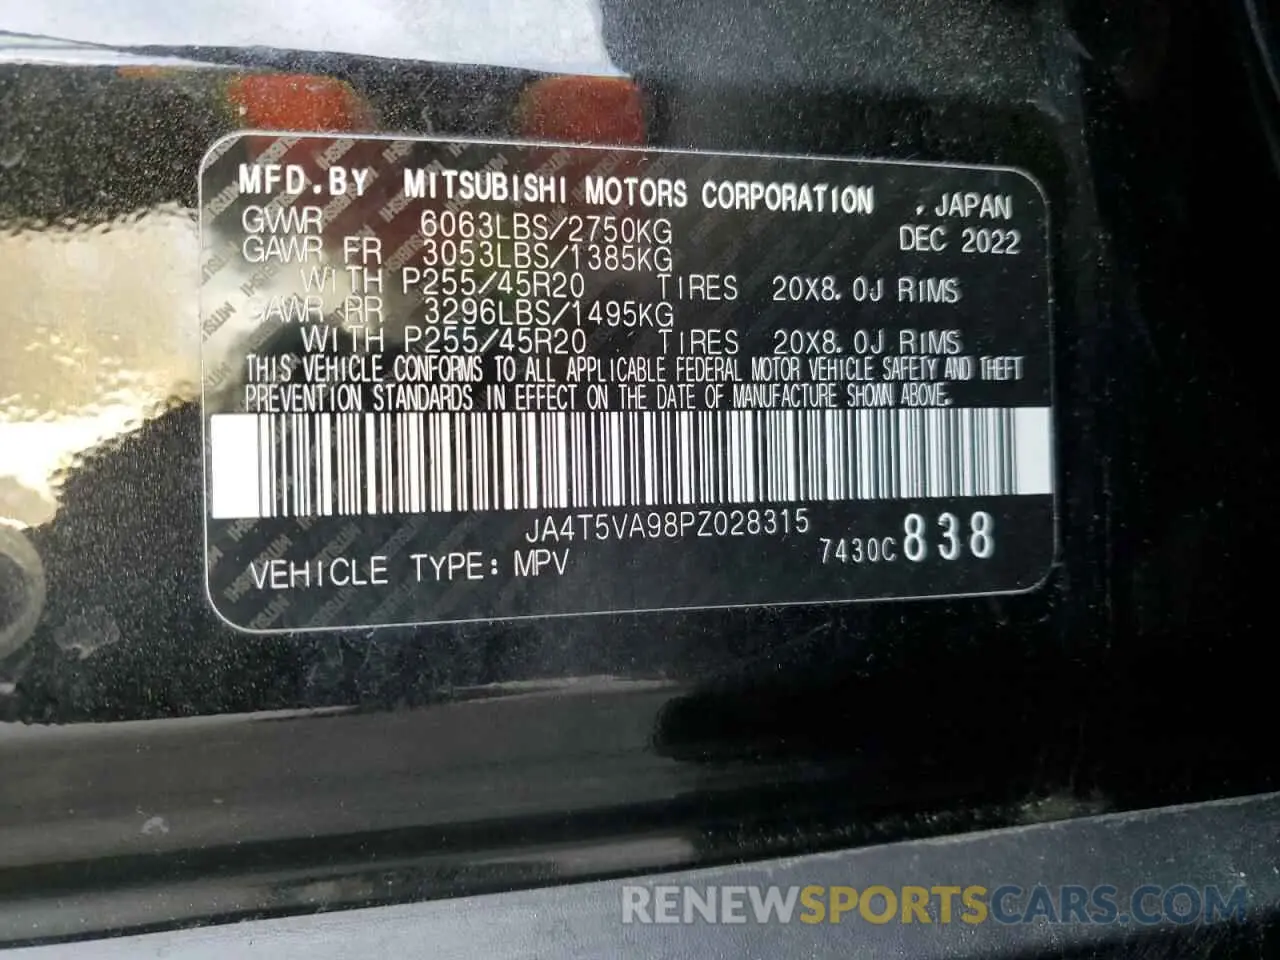 MFD.BY MITSUBISHI MOTORS CORPORATION , JAPAN
GVWR 6063LBS/2750KG DEC 2022
GAWR FR 3053LBS/1385KG
WITH P255/45R20 TIRES 20X8.0J RIMS
GAWR RR 3296LBS/1495KG
WITH P255/45R20 TIRES 20X8.0J RIMS
THIS VEHICLE CONFORMS TO ALL APPLICABLE FEDERAL MOTOR VEHICLE SAFETY AND THEFT
PREVENTION STANDARDS IN EFFECT ON THE DATE OF MANUFACTURE SHOWN ABOVE.
JA4T5VA98PZ028315
VEHICLE TYPE: MPV 7430C 838
RENEWSPORTSCARS.COM